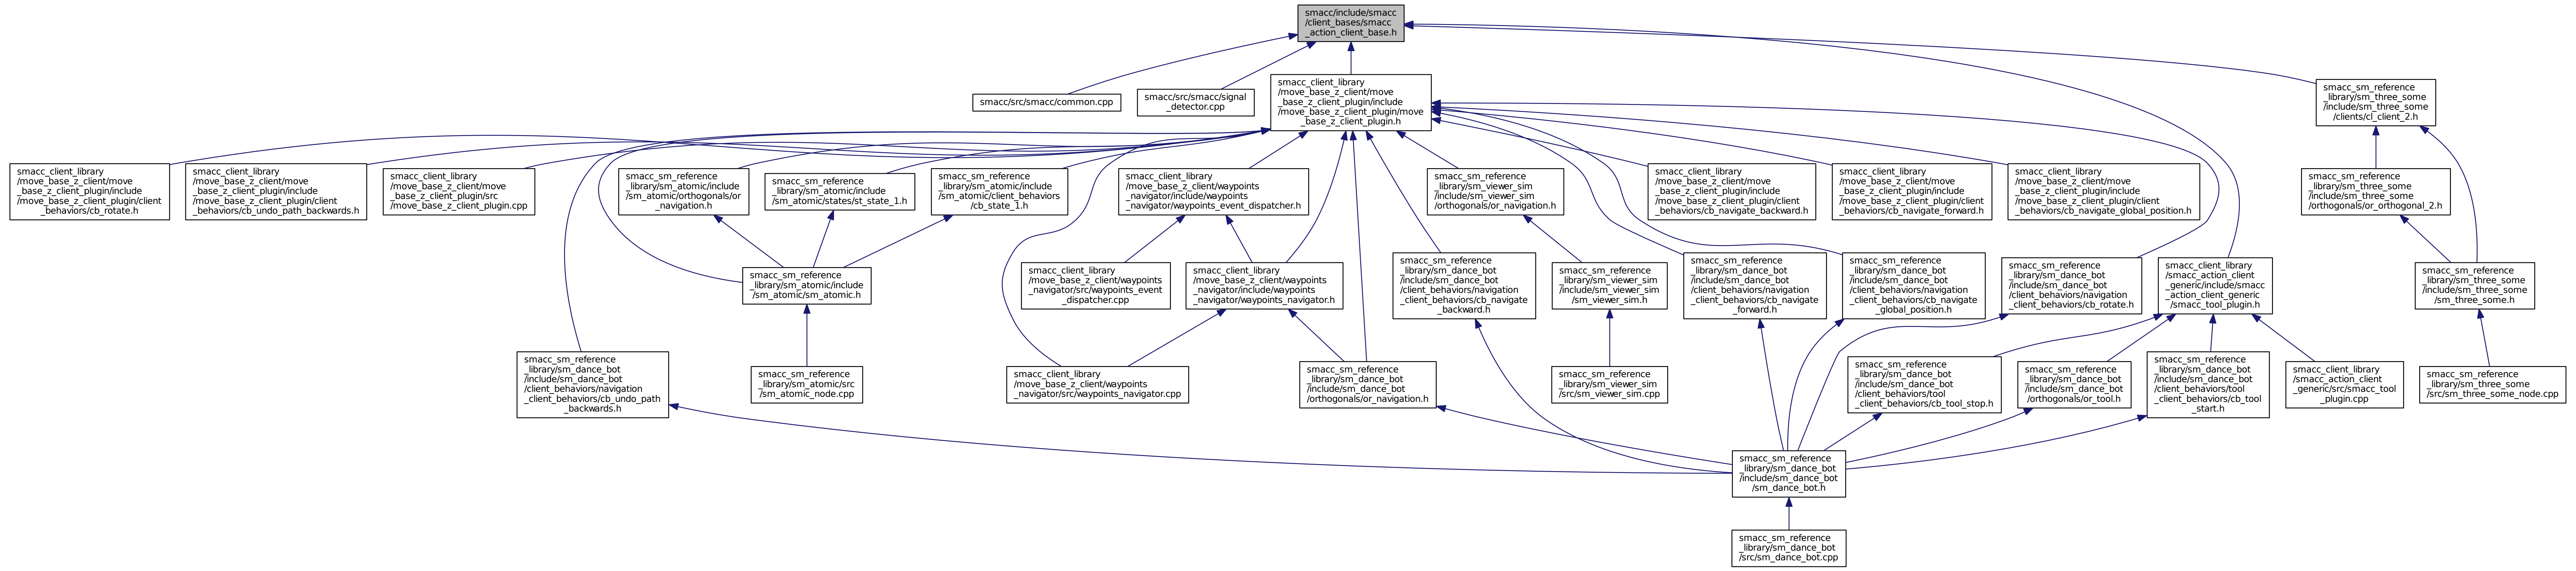 smacc/include/smacc
/client_bases/smacc
_action_client_base.h
smacc/src/smacc/common.cpp
smacc/src/smacc/signal
_detector.cpp
smacc_client_library
/move_base_z_client/move
_base_z_client_plugin/include
/move_base_z_client_plugin/move
_base_z_client_plugin.h
smacc_sm_reference
_library/sm_three_some
/include/sm_three_some
/clients/cl_client_2.h
smacc_client_library
/move_base_z_client/move
_base_z_client_plugin/include
/move_base_z_client_plugin/client
_behaviors/cb_rotate.h
smacc_client_library
/move_base_z_client/move
_base_z_client_plugin/include
/move_base_z_client_plugin/client
_behaviors/cb_undo_path_backwards.h
smacc_client_library
/move_base_z_client/move
_base_z_client_plugin/src
/move_base_z_client_plugin.cpp
smacc_sm_reference
_library/sm_atomic/include
/sm_atomic/orthogonals/or
_navigation.h
smacc_sm_reference
_library/sm_atomic/include
/sm_atomic/states/st_state_1.h
smacc_sm_reference
_library/sm_atomic/include
/sm_atomic/client_behaviors
/cb_state_1.h
smacc_client_library
/move_base_z_client/waypoints
_navigator/include/waypoints
_navigator/waypoints_event_dispatcher.h
smacc_sm_reference
_library/sm_viewer_sim
/include/sm_viewer_sim
/orthogonals/or_navigation.h
smacc_client_library
/move_base_z_client/move
_base_z_client_plugin/include
/move_base_z_client_plugin/client
_behaviors/cb_navigate_backward.h
smacc_client_library
/move_base_z_client/move
_base_z_client_plugin/include
/move_base_z_client_plugin/client
_behaviors/cb_navigate_forward.h
smacc_client_library
/move_base_z_client/move
_base_z_client_plugin/include
/move_base_z_client_plugin/client
_behaviors/cb_navigate_global_position.h
smacc_sm_reference
_library/sm_three_some
/include/sm_three_some
/orthogonals/or_orthogonal_2.h
smacc_sm_reference
_library/sm_atomic/include
/sm_atomic/sm_atomic.h
smacc_client_library
/move_base_z_client/waypoints
_navigator/src/waypoints_event
_dispatcher.cpp
smacc_client_library
/move_base_z_client/waypoints
_navigator/include/waypoints
_navigator/waypoints_navigator.h
smacc_sm_reference
_library/sm_dance_bot
/include/sm_dance_bot
/client_behaviors/navigation
_client_behaviors/cb_navigate
_backward.h
smacc_sm_reference
_library/sm_viewer_sim
/include/sm_viewer_sim
/sm_viewer_sim.h
smacc_sm_reference
_library/sm_dance_bot
/include/sm_dance_bot
/client_behaviors/navigation
_client_behaviors/cb_navigate
_forward.h
smacc_sm_reference
_library/sm_dance_bot
/include/sm_dance_bot
/client_behaviors/navigation
_client_behaviors/cb_navigate
_global_position.h
smacc_sm_reference
_library/sm_dance_bot
/include/sm_dance_bot
/client_behaviors/navigation
_client_behaviors/cb_rotate.h
smacc_client_library
/smacc_action_client
_generic/include/smacc
_action_client_generic
/smacc_tool_plugin.h
smacc_sm_reference
_library/sm_three_some
/include/sm_three_some
/sm_three_some.h
smacc_sm_reference
_library/sm_dance_bot
/include/sm_dance_bot
/client_behaviors/navigation
_client_behaviors/cb_undo_path
_backwards.h
smacc_sm_reference
_library/sm_atomic/src
/sm_atomic_node.cpp
smacc_client_library
/move_base_z_client/waypoints
_navigator/src/waypoints_navigator.cpp
smacc_sm_reference
_library/sm_dance_bot
/include/sm_dance_bot
/orthogonals/or_navigation.h
smacc_sm_reference
_library/sm_viewer_sim
/src/sm_viewer_sim.cpp
smacc_sm_reference
_library/sm_dance_bot
/include/sm_dance_bot
/client_behaviors/tool
_client_behaviors/cb_tool_stop.h
smacc_sm_reference
_library/sm_dance_bot
/include/sm_dance_bot
/orthogonals/or_tool.h
smacc_sm_reference
_library/sm_dance_bot
/include/sm_dance_bot
/client_behaviors/tool
_client_behaviors/cb_tool
_start.h
smacc_client_library
/smacc_action_client
_generic/src/smacc_tool
_plugin.cpp
smacc_sm_reference
_library/sm_three_some
/src/sm_three_some_node.cpp
smacc_sm_reference
_library/sm_dance_bot
/include/sm_dance_bot
/sm_dance_bot.h
smacc_sm_reference
_library/sm_dance_bot
/src/sm_dance_bot.cpp